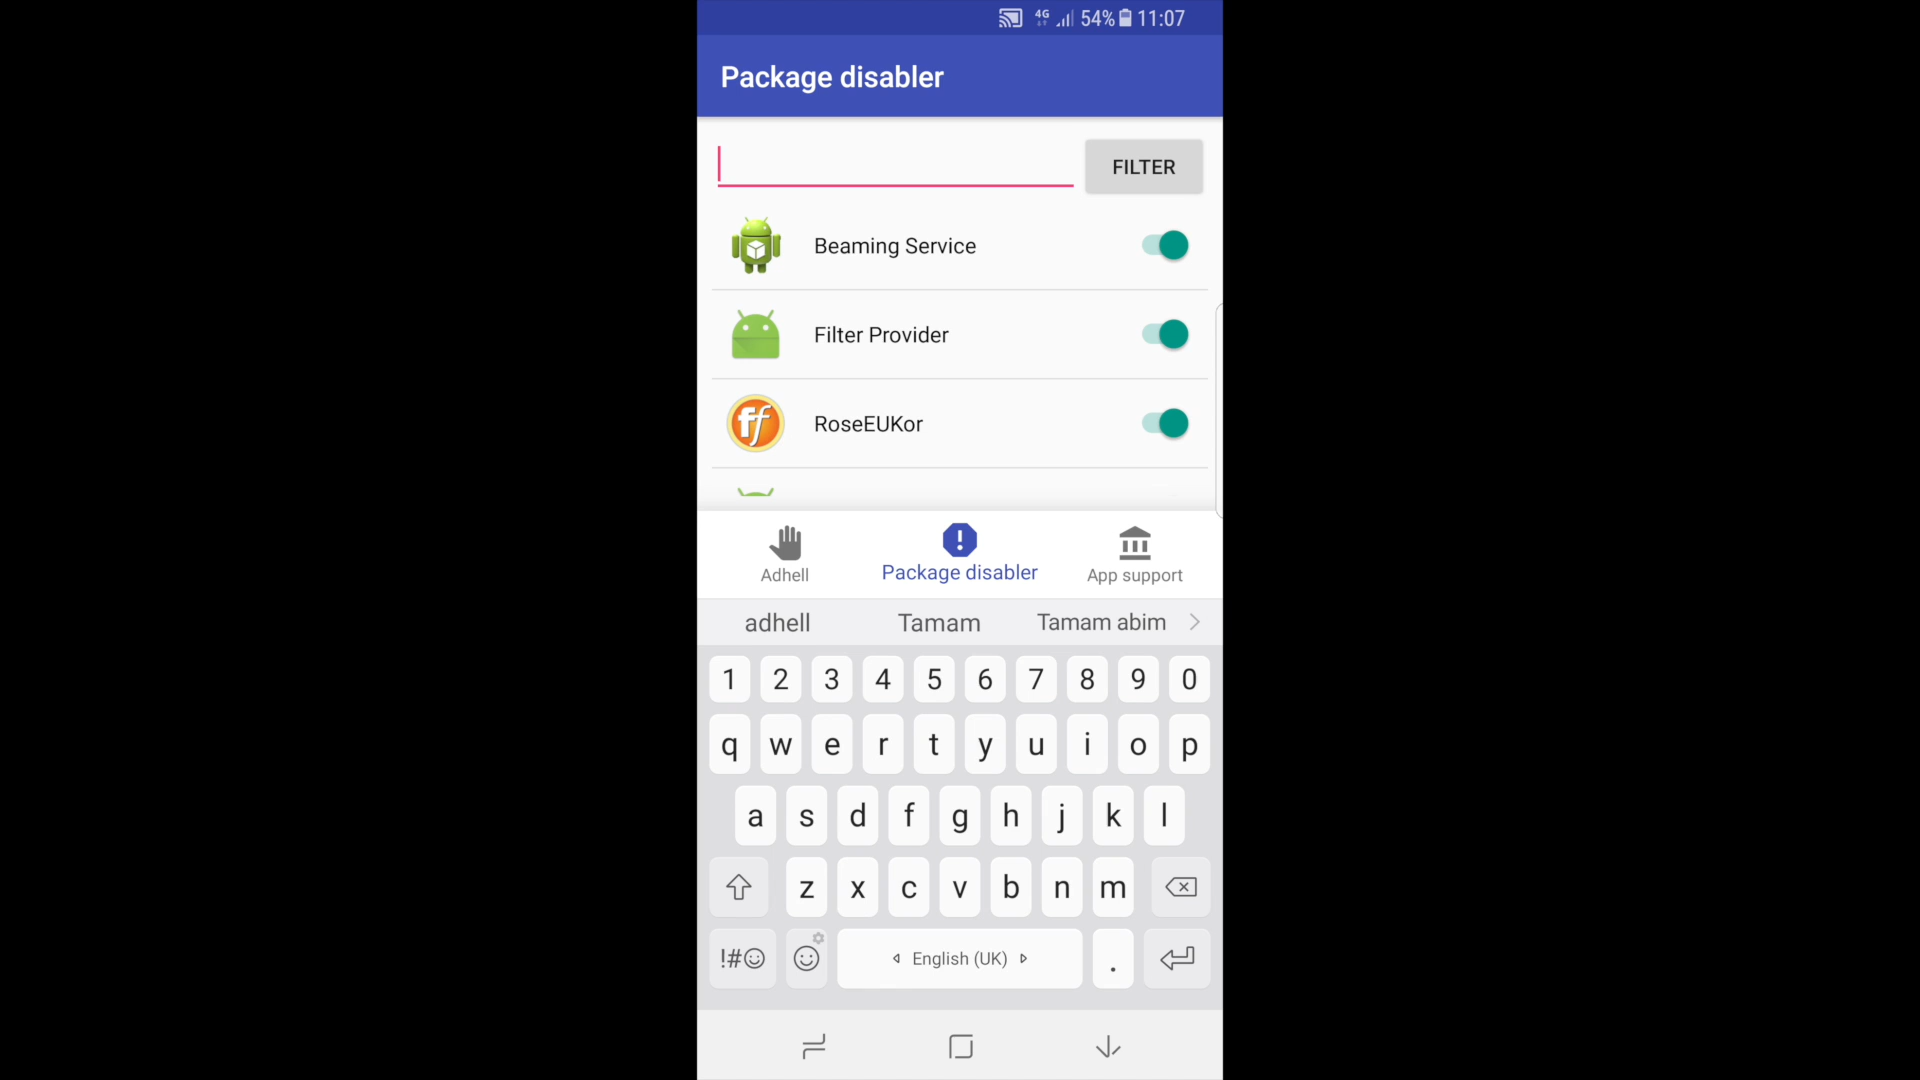 4G 54% 11:07
Package disabler
FILTER
Beaming Service
Filter Provider
ff RoseEUKor
Adhell Package disabler App support
adhell Tamam Tamam abim
1 2 3 4 5 6 7 8 9 0
q w e r t y u i o p
a s d f g h j k l
z x c v b n m
!#☺ English (UK) .